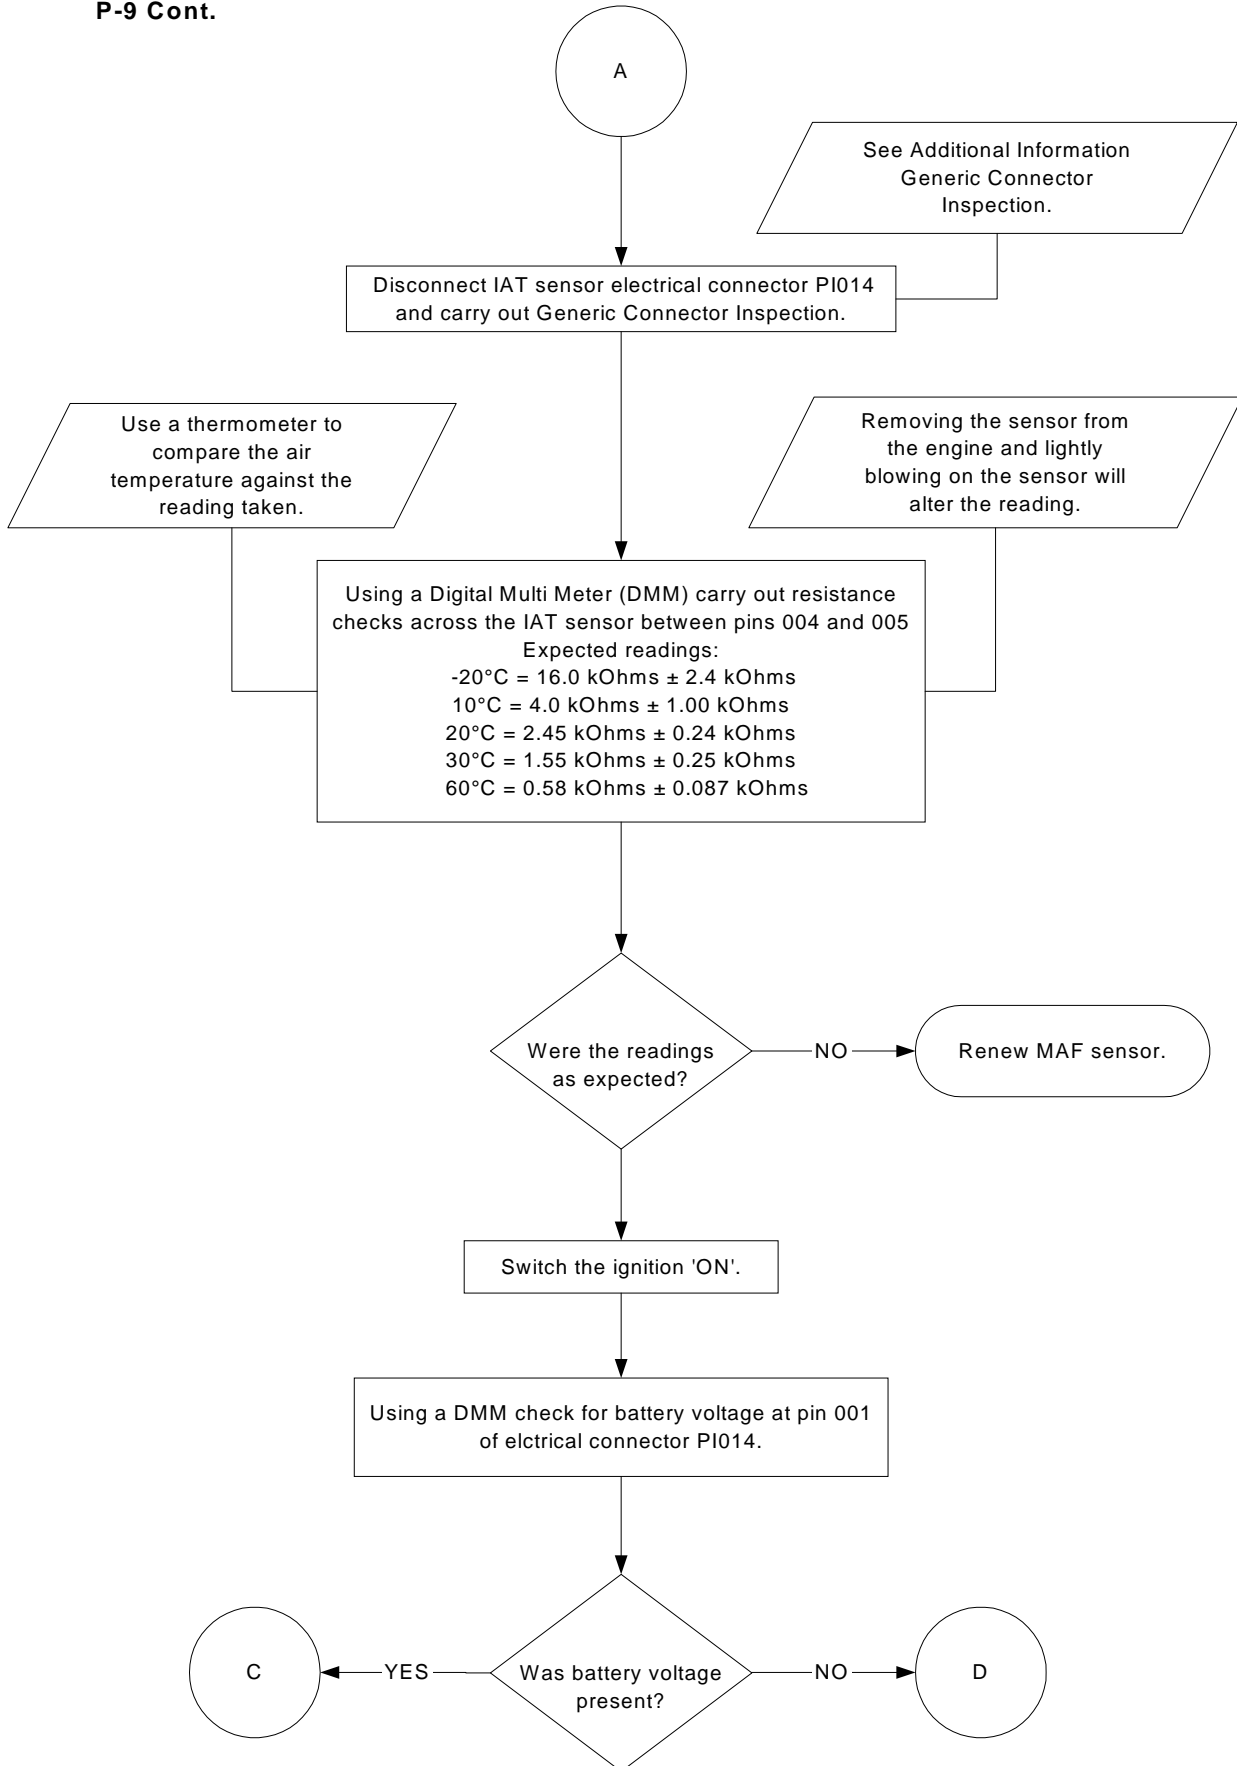 P-9 Cont.
A
See Additional Information
Generic Connector
Inspection.
Disconnect IAT sensor electrical connector PI014
and carry out Generic Connector Inspection.
Use a thermometer to
compare the air
temperature against the
reading taken.
Removing the sensor from
the engine and lightly
blowing on the sensor will
alter the reading.
Using a Digital Multi Meter (DMM) carry out resistance
checks across the IAT sensor between pins 004 and 005
Expected readings:
-20°C = 16.0 kOhms ± 2.4 kOhms
10°C = 4.0 kOhms ± 1.00 kOhms
20°C = 2.45 kOhms ± 0.24 kOhms
30°C = 1.55 kOhms ± 0.25 kOhms
60°C = 0.58 kOhms ± 0.087 kOhms
Were the readings
as expected?
NO
Renew MAF sensor.
Switch the ignition 'ON'.
Using a DMM check for battery voltage at pin 001
of elctrical connector PI014.
C
YES
Was battery voltage
present?
NO
D